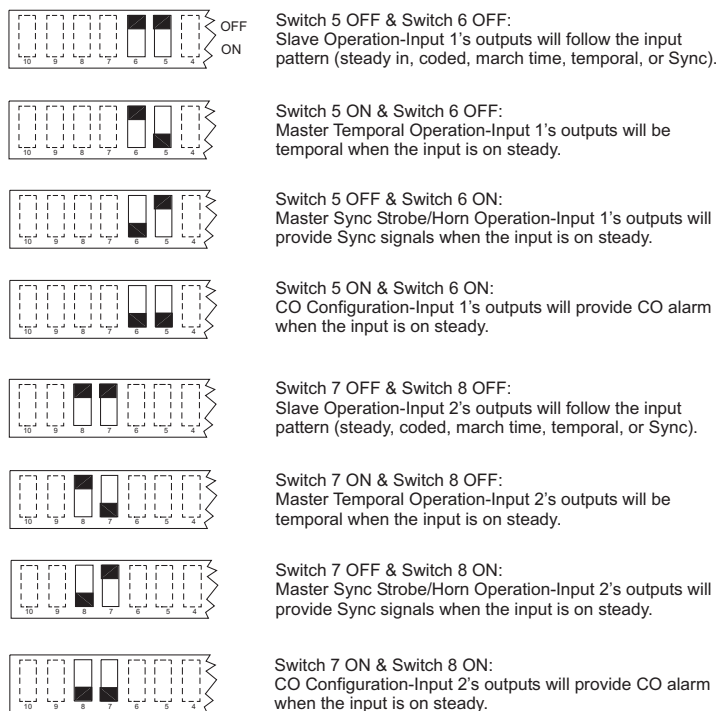 OFF
ON
10 9 8 7 6 5 4
Switch 5 OFF & Switch 6 OFF:
Slave Operation-Input 1's outputs will follow the input
pattern (steady in, coded, march time, temporal, or Sync).
10 9 8 7 6 5 4
Switch 5 ON & Switch 6 OFF:
Master Temporal Operation-Input 1's outputs will be
temporal when the input is on steady.
10 9 8 7 6 5 4
Switch 5 OFF & Switch 6 ON:
Master Sync Strobe/Horn Operation-Input 1's outputs will
provide Sync signals when the input is on steady.
10 9 8 7 6 5 4
Switch 5 ON & Switch 6 ON:
CO Configuration-Input 1's outputs will provide CO alarm
when the input is on steady.
10 9 8 7 6 5 4
Switch 7 OFF & Switch 8 OFF:
Slave Operation-Input 2's outputs will follow the input
pattern (steady, coded, march time, temporal, or Sync).
10 9 8 7 6 5 4
Switch 7 ON & Switch 8 OFF:
Master Temporal Operation-Input 2's outputs will be
temporal when the input is on steady.
10 9 8 7 6 5 4
Switch 7 OFF & Switch 8 ON:
Master Sync Strobe/Horn Operation-Input 2's outputs will
provide Sync signals when the input is on steady.
10 9 8 7 6 5 4
Switch 7 ON & Switch 8 ON:
CO Configuration-Input 2's outputs will provide CO alarm
when the input is on steady.
10 9 8 7 6 5 4